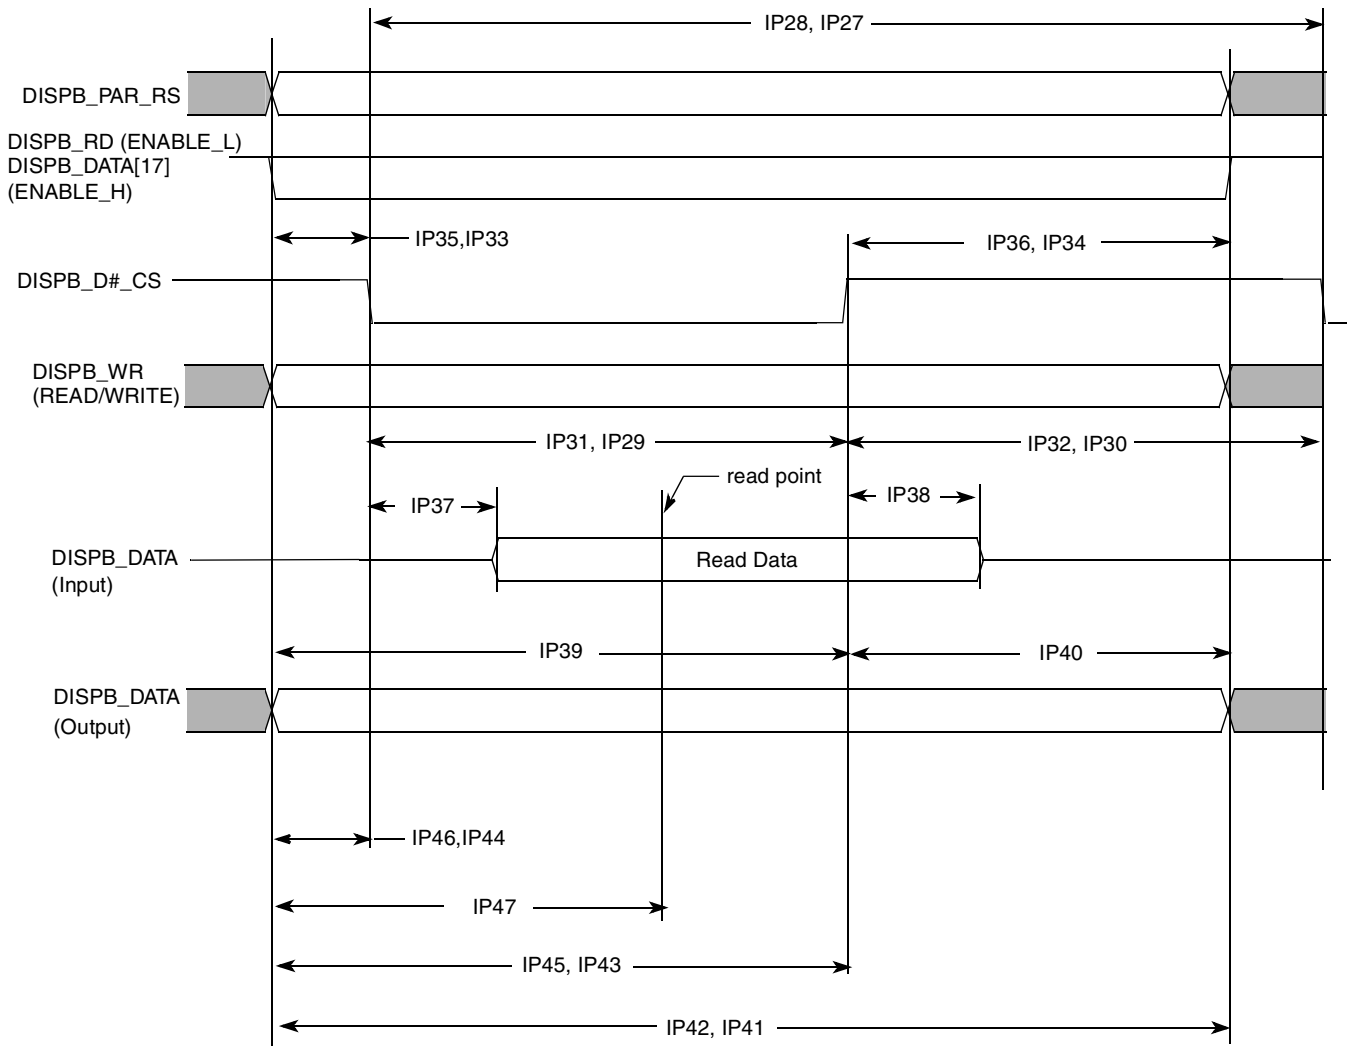 IP28, IP27
DISPB_PAR_RS
DISPB_RD (ENABLE_L)
DISPB_DATA[17]
(ENABLE_H)
IP35,IP33
IP36, IP34
DISPB_D#_CS
DISPB_WR
(READ/WRITE)
IP31, IP29
IP32, IP30
read point
IP37
IP38
DISPB_DATA
(Input)
Read Data
IP39
IP40
DISPB_DATA
(Output)
IP46,IP44
IP47
IP45, IP43
IP42, IP41